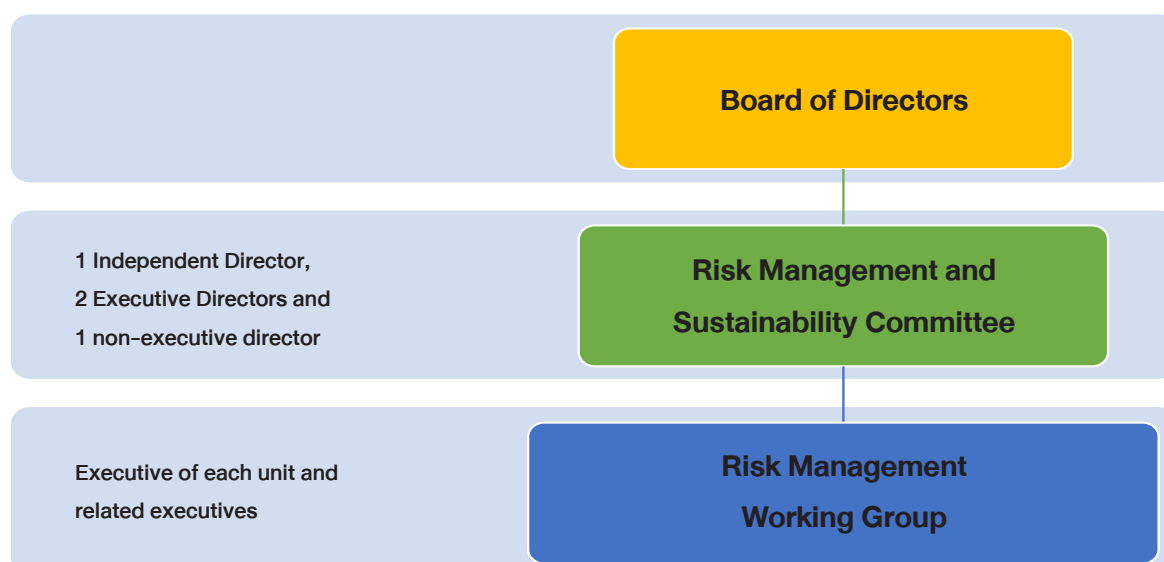 Board of Directors
1 Independent Director,
2 Executive Directors and
1 non-executive director
Risk Management and
Sustainability Committee
Executive of each unit and
related executives
Risk Management
Working Group